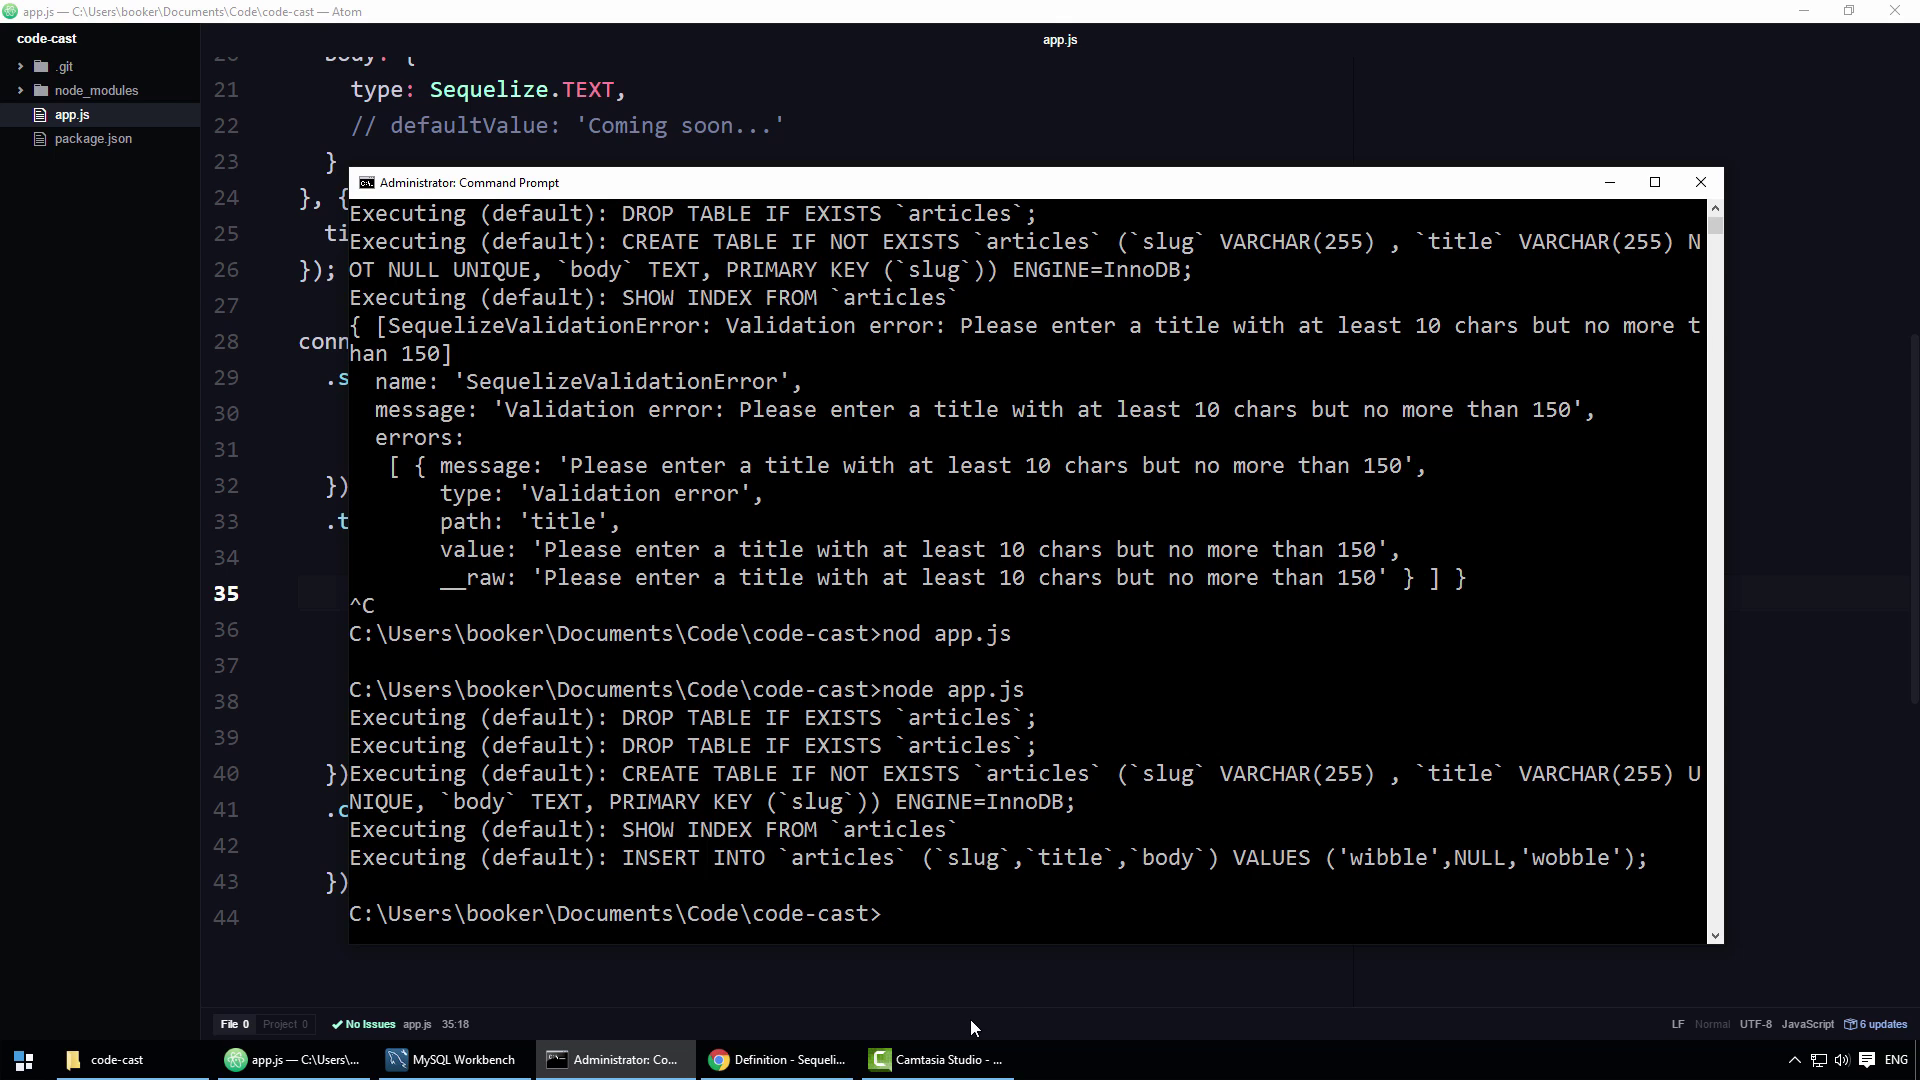 app.js — C:\Users\booker\Documents\Code\code-cast — Atom
code-cast
.git
node_modules
app.js
package.json
app.js
20 body: {
21 type: Sequelize.TEXT,
22 // defaultValue: 'Coming soon...'
23 }
24 }, {
25 ti
26 });
27
28 conn
29 .s
30
31
32 })
33 .t
34
35
36
37
38
39
40 })
41 .c
42
43 })
44
Administrator: Command Prompt
Executing (default): DROP TABLE IF EXISTS `articles`;
Executing (default): CREATE TABLE IF NOT EXISTS `articles` (`slug` VARCHAR(255) , `title` VARCHAR(255) N
OT NULL UNIQUE, `body` TEXT, PRIMARY KEY (`slug`)) ENGINE=InnoDB;
Executing (default): SHOW INDEX FROM `articles`
{ [SequelizeValidationError: Validation error: Please enter a title with at least 10 chars but no more t
han 150]
name: 'SequelizeValidationError',
message: 'Validation error: Please enter a title with at least 10 chars but no more than 150',
errors:
[ { message: 'Please enter a title with at least 10 chars but no more than 150',
type: 'Validation error',
path: 'title',
value: 'Please enter a title with at least 10 chars but no more than 150',
__raw: 'Please enter a title with at least 10 chars but no more than 150' } ] }
^C
C:\Users\booker\Documents\Code\code-cast>nod app.js
C:\Users\booker\Documents\Code\code-cast>node app.js
Executing (default): DROP TABLE IF EXISTS `articles`;
Executing (default): DROP TABLE IF EXISTS `articles`;
Executing (default): CREATE TABLE IF NOT EXISTS `articles` (`slug` VARCHAR(255) , `title` VARCHAR(255) U
NIQUE, `body` TEXT, PRIMARY KEY (`slug`)) ENGINE=InnoDB;
Executing (default): SHOW INDEX FROM `articles`
Executing (default): INSERT INTO `articles` (`slug`,`title`,`body`) VALUES ('wibble',NULL,'wobble');
C:\Users\booker\Documents\Code\code-cast>
File 0 Project 0 No Issues app.js 35:18 LF Normal UTF-8 JavaScript 6 updates
code-cast app.js — C:\Users\... MySQL Workbench Administrator: Co... Definition - Sequeli... Camtasia Studio - ... ENG